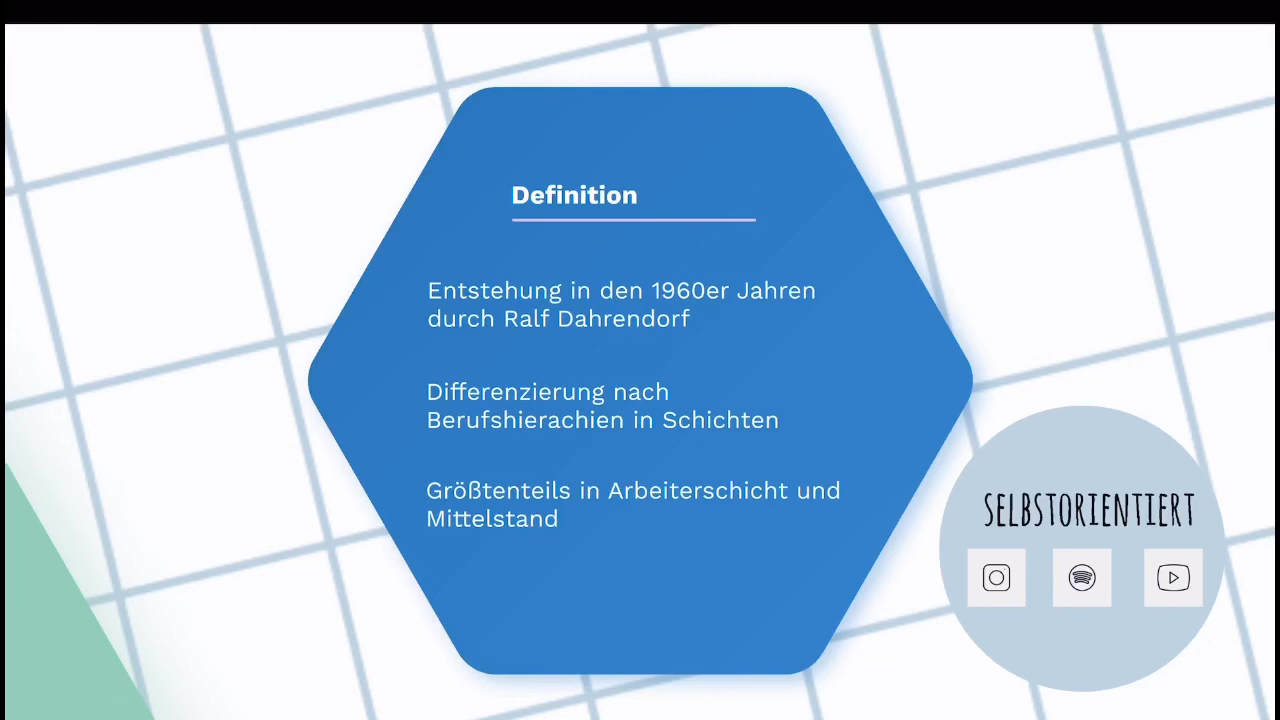 Definition
Entstehung in den 1960er Jahren
durch Ralf Dahrendorf
Differenzierung nach
Berufshierachien in Schichten
Größtenteils in Arbeiterschicht und
Mittelstand
SELBSTORIENTIERT